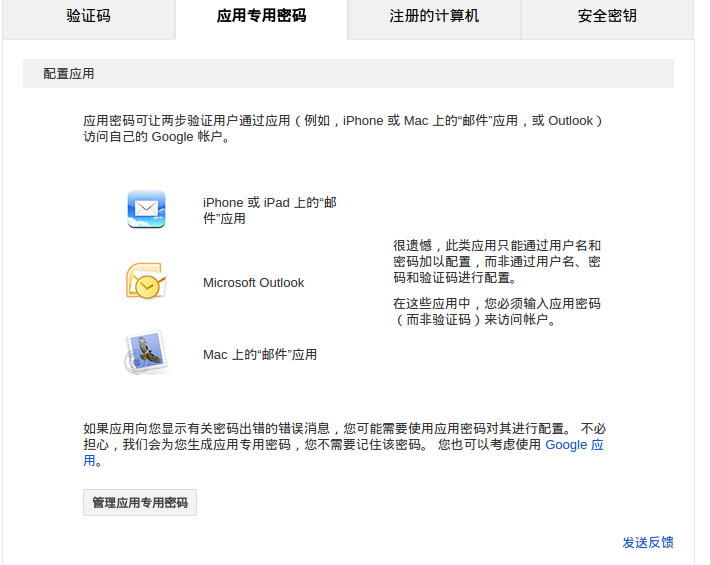 验证码
应用专用密码
注册的计算机
安全密钥
配置应用
应用密码可让两步验证用户通过应用（例如，iPhone 或 Mac 上的“邮件”应用，或 Outlook）
访问自己的 Google 帐户。
iPhone 或 iPad 上的“邮
件”应用
Microsoft Outlook
Mac 上的“邮件”应用
很遗憾，此类应用只能通过用户名和
密码加以配置，而非通过用户名、密
码和验证码进行配置。
在这些应用中，您必须输入应用密码
（而非验证码）来访问帐户。
如果应用向您显示有关密码出错的错误消息，您可能需要使用应用密码对其进行配置。 不必
担心，我们会为您生成应用专用密码，您不需要记住该密码。 您也可以考虑使用 Google 应
用。
管理应用专用密码
发送反馈